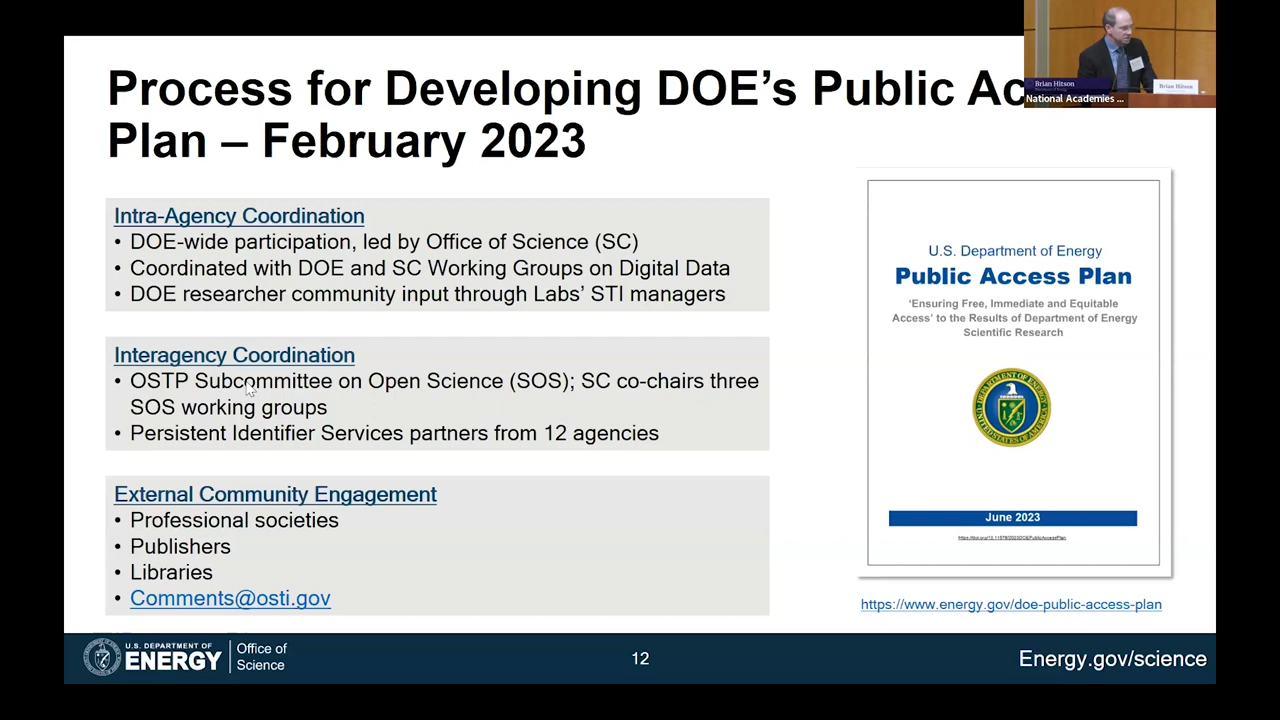 Process for Developing DOE's Public Ac
Plan – February 2023
Brian Hitson
Brian Hitson
National Academies ...
Intra-Agency Coordination
• DOE-wide participation, led by Office of Science (SC)
• Coordinated with DOE and SC Working Groups on Digital Data
• DOE researcher community input through Labs' STI managers
Interagency Coordination
• OSTP Subcommittee on Open Science (SOS); SC co-chairs three
SOS working groups
• Persistent Identifier Services partners from 12 agencies
External Community Engagement
• Professional societies
• Publishers
• Libraries
• Comments@osti.gov
U.S. Department of Energy
Public Access Plan
'Ensuring Free, Immediate and Equitable
Access' to the Results of Department of Energy
Scientific Research
June 2023
https://www.energy.gov/doe-public-access-plan
U.S. DEPARTMENT OF
ENERGY
Office of
Science
12
Energy.gov/science